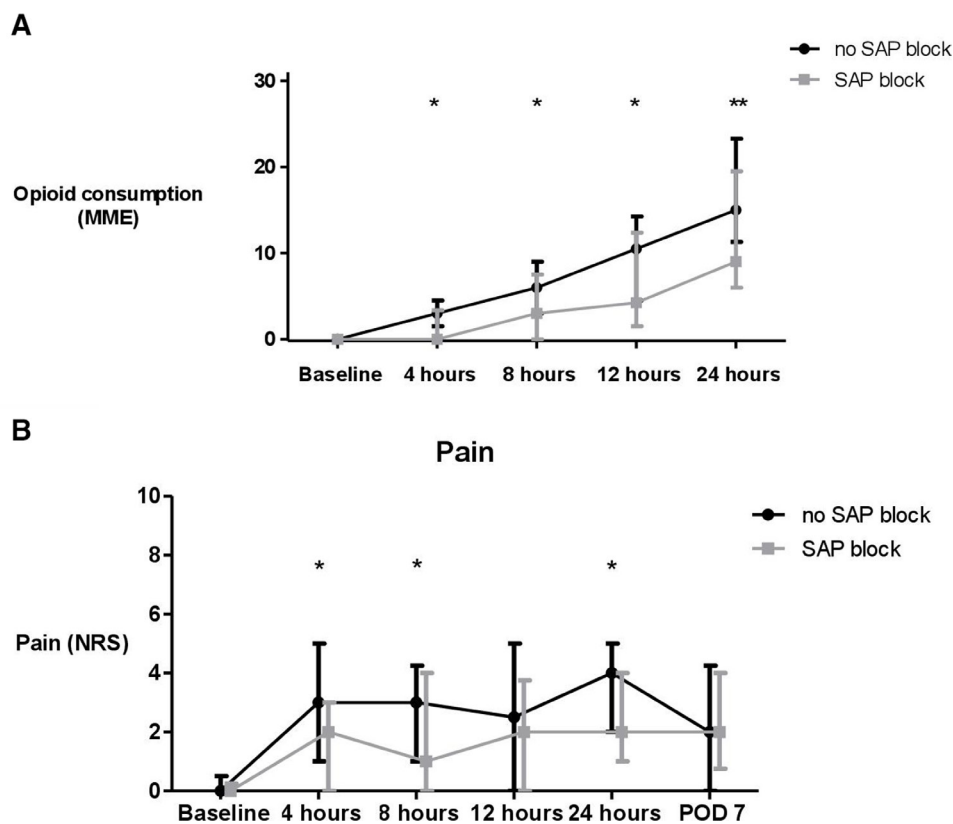 A
no SAP block
SAP block
30
* * * **
20
Opioid consumption
(MME)
10
0
Baseline 4 hours 8 hours 12 hours 24 hours
B
Pain
10
no SAP block
8
SAP block
* * *
6
Pain (NRS)
4
2
0
Baseline 4 hours 8 hours 12 hours 24 hours POD 7